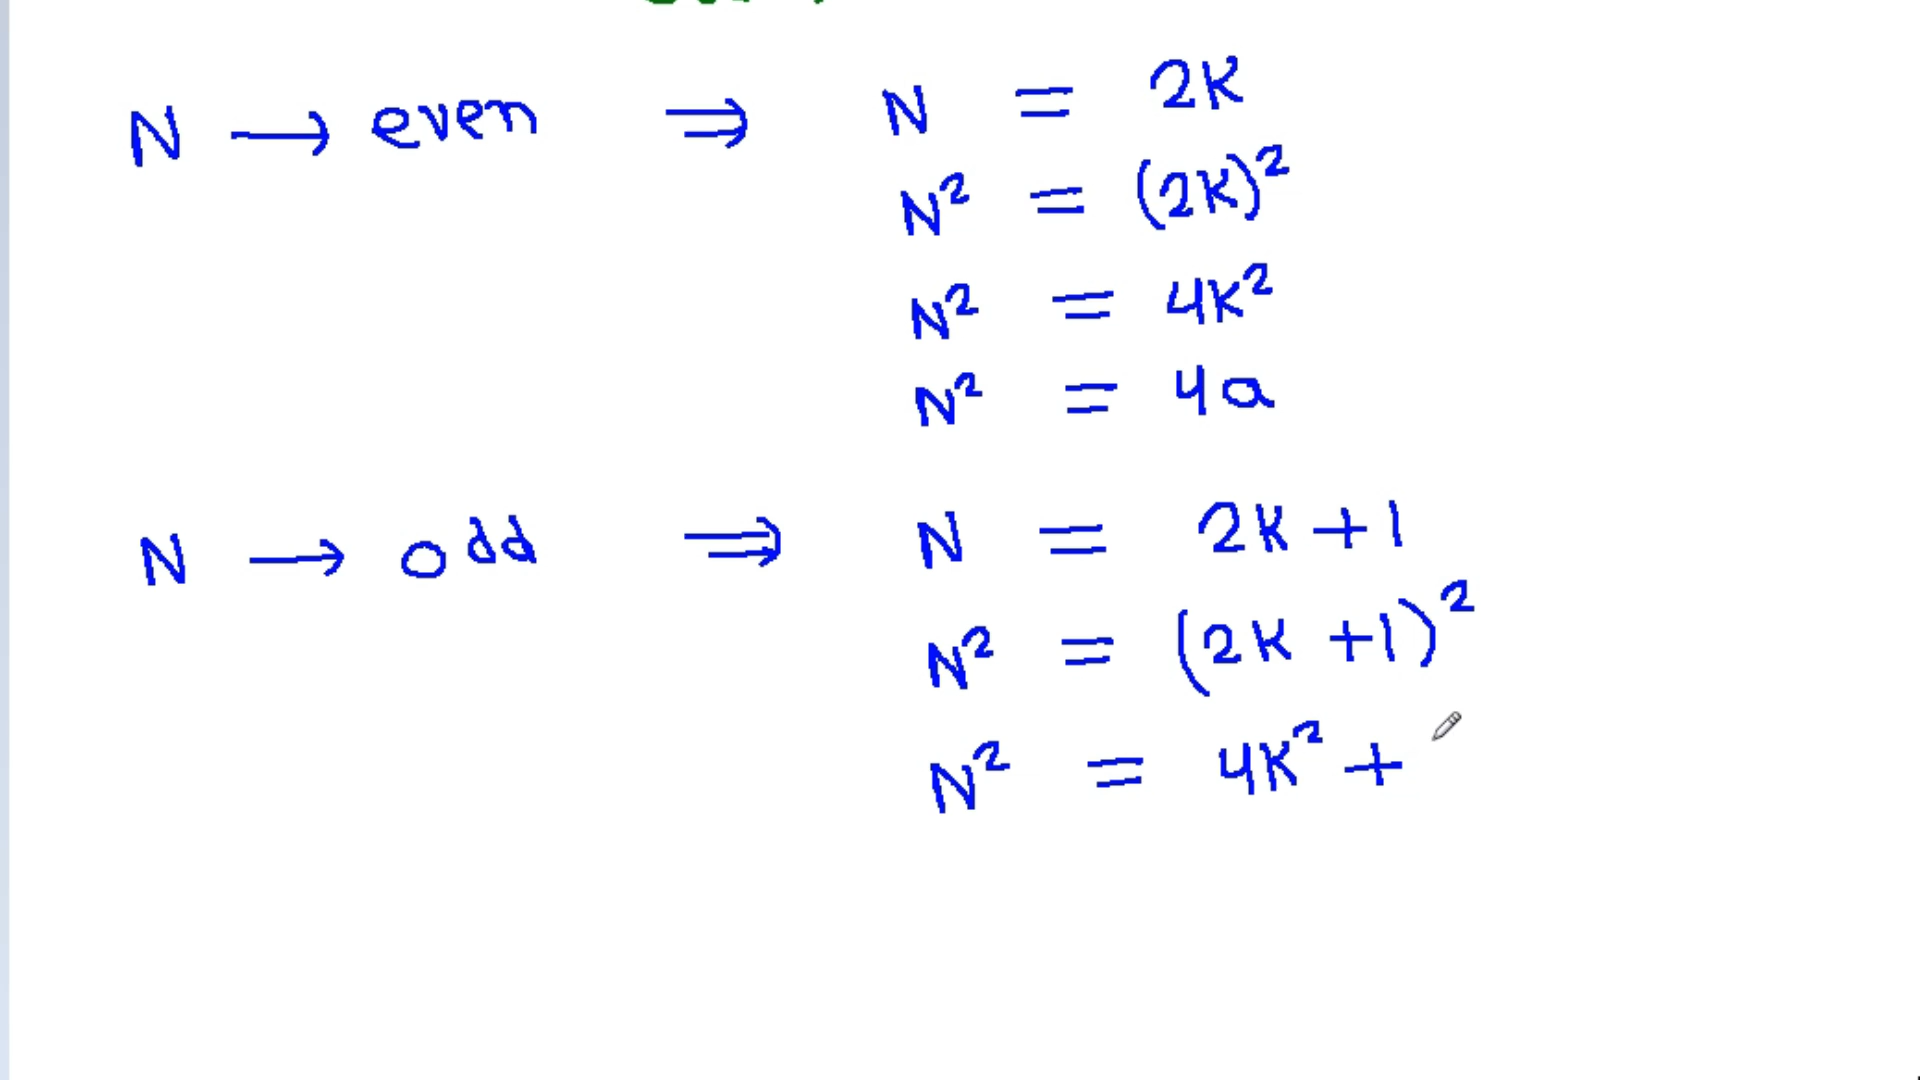 N → even ⇒ N = 2K
N² = (2K)²
N² = 4K²
N² = 4a
N → odd ⇒ N = 2K + 1
N² = (2K + 1)²
N² = 4K² +